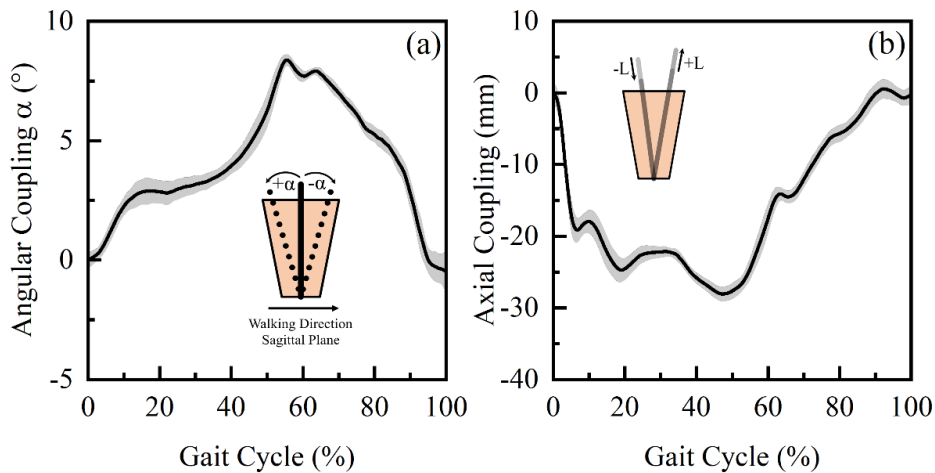 (a)
Angular Coupling α (°)
10
5
0
-5
+α -α
Walking Direction
Sagittal Plane
0 20 40 60 80 100
Gait Cycle (%)
(b)
Axial Coupling (mm)
10
0
-10
-20
-30
-40
-L +L
0 20 40 60 80 100
Gait Cycle (%)